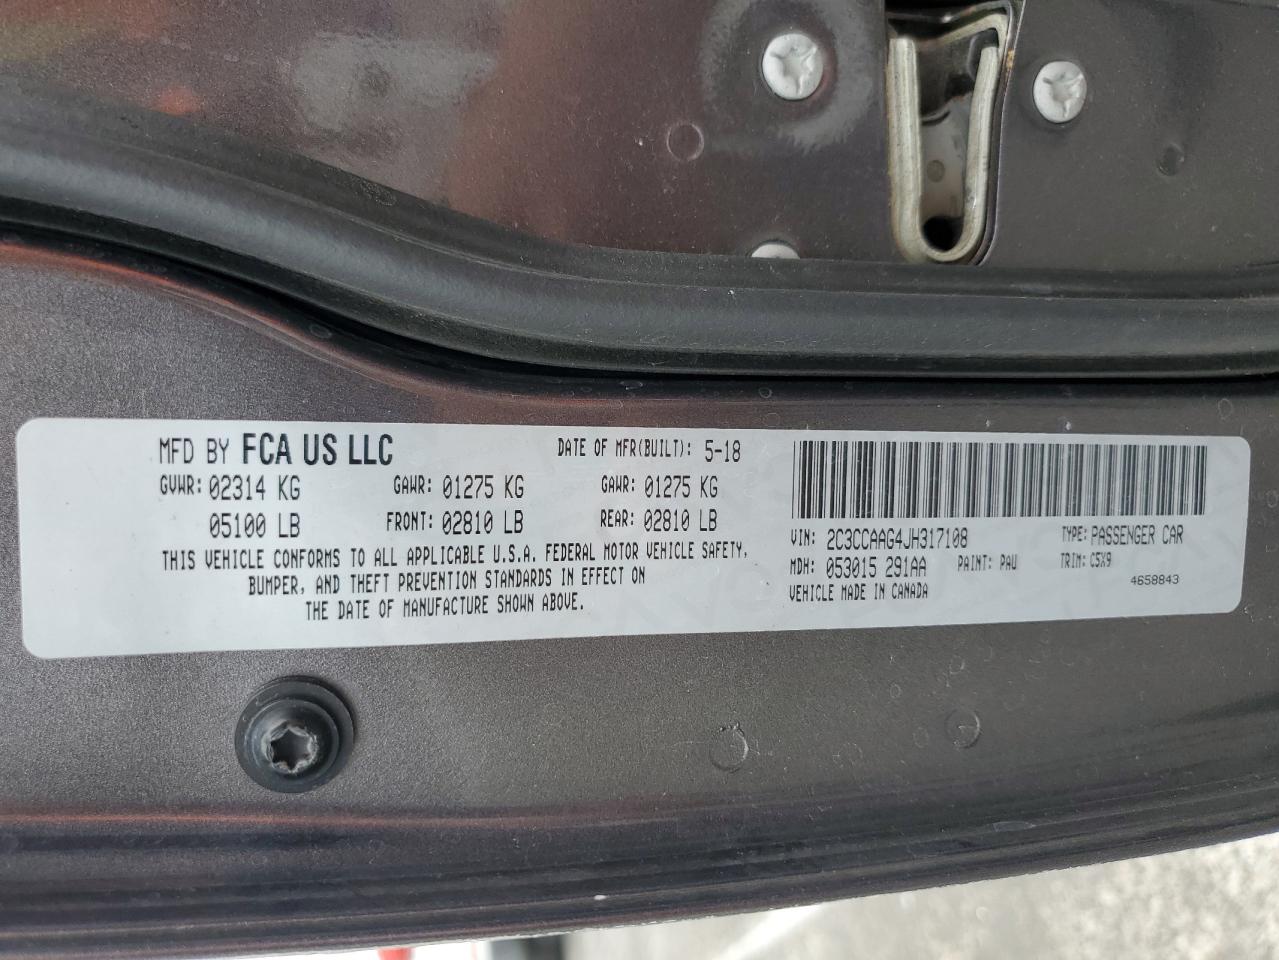 MFD BY FCA US LLC DATE OF MFR(BUILT): 5-18
GVWR: 02314 KG GAWR: 01275 KG GAWR: 01275 KG
05100 LB FRONT: 02810 LB REAR: 02810 LB
THIS VEHICLE CONFORMS TO ALL APPLICABLE U.S.A. FEDERAL MOTOR VEHICLE SAFETY,
BUMPER, AND THEFT PREVENTION STANDARDS IN EFFECT ON
THE DATE OF MANUFACTURE SHOWN ABOVE.
VIN: 2C3CCAAG4JH317108 TYPE: PASSENGER CAR
MDH: 053015 291AA PAINT: PAU TRIM: C5X9
VEHICLE MADE IN CANADA 4658843